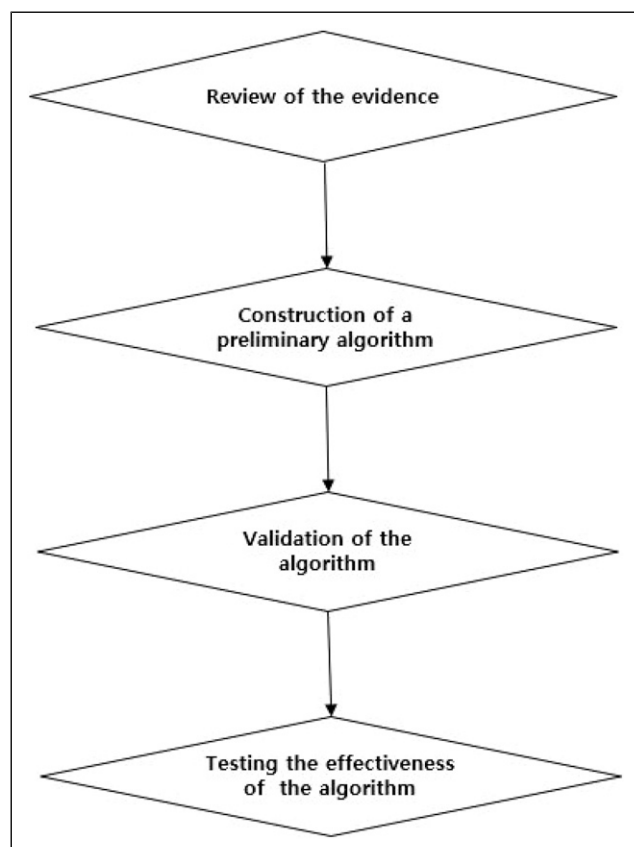 Review of the evidence
Construction of a
preliminary algorithm
Validation of the
algorithm
Testing the effectiveness
of the algorithm